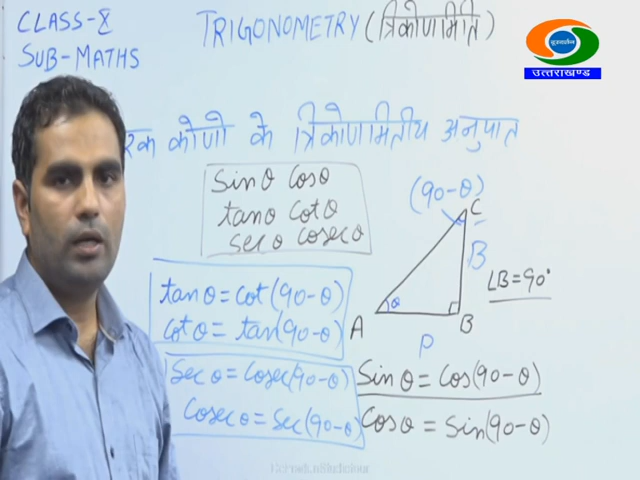 CLASS-X
SUB-MATHS
TRIGONOMETRY (त्रिकोणमिति)
दूरदर्शन
उत्तराखण्ड
कोणो के त्रिकोणमितीय अनुपात
Sinθ Cosθ
tanθ Cotθ
Secθ Cosecθ
(90-θ)
C
B
∠B=90°
θ
A
B
P
tanθ = Cot(90-θ)
Cotθ = tan(90-θ)
Secθ = Cosec(90-θ)
Cosecθ = Sec(90-θ)
Sinθ = Cos(90-θ)
Cosθ = Sin(90-θ)